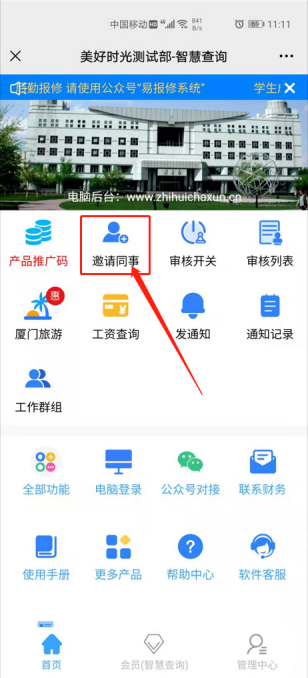 中国移动 HD 46 841 B/s 69 11:11
美好时光测试部-智慧查询
勤报修 请使用公众号“易报修系统” 学生
电脑后台：www.zhihuichaxun.cn
产品推广码 邀请同事 审核开关 审核列表
惠
厦门旅游 工资查询 发通知 通知记录
工作群组
全部功能 电脑登录 公众号对接 联系财务
使用手册 更多产品 帮助中心 软件客服
首页 会员(智慧查询) 管理中心